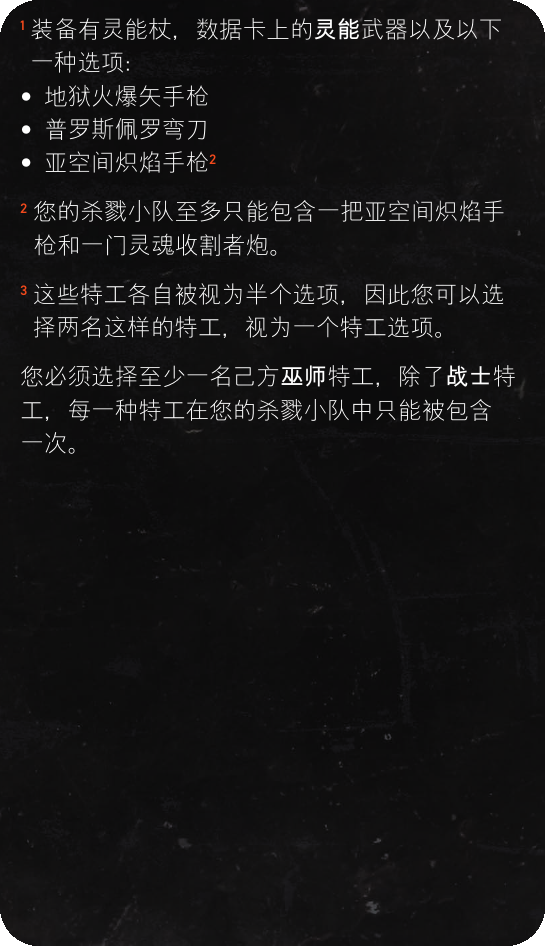 1 装备有灵能杖，数据卡上的灵能武器以及以下
一种选项:
• 地狱火爆矢手枪
• 普罗斯佩罗弯刀
• 亚空间炽焰手枪2
2 您的杀戮小队至多只能包含一把亚空间炽焰手
枪和一门灵魂收割者炮。
3 这些特工各自被视为半个选项，因此您可以选
择两名这样的特工，视为一个特工选项。
您必须选择至少一名己方巫师特工，除了战士特
工，每一种特工在您的杀戮小队中只能被包含
一次。